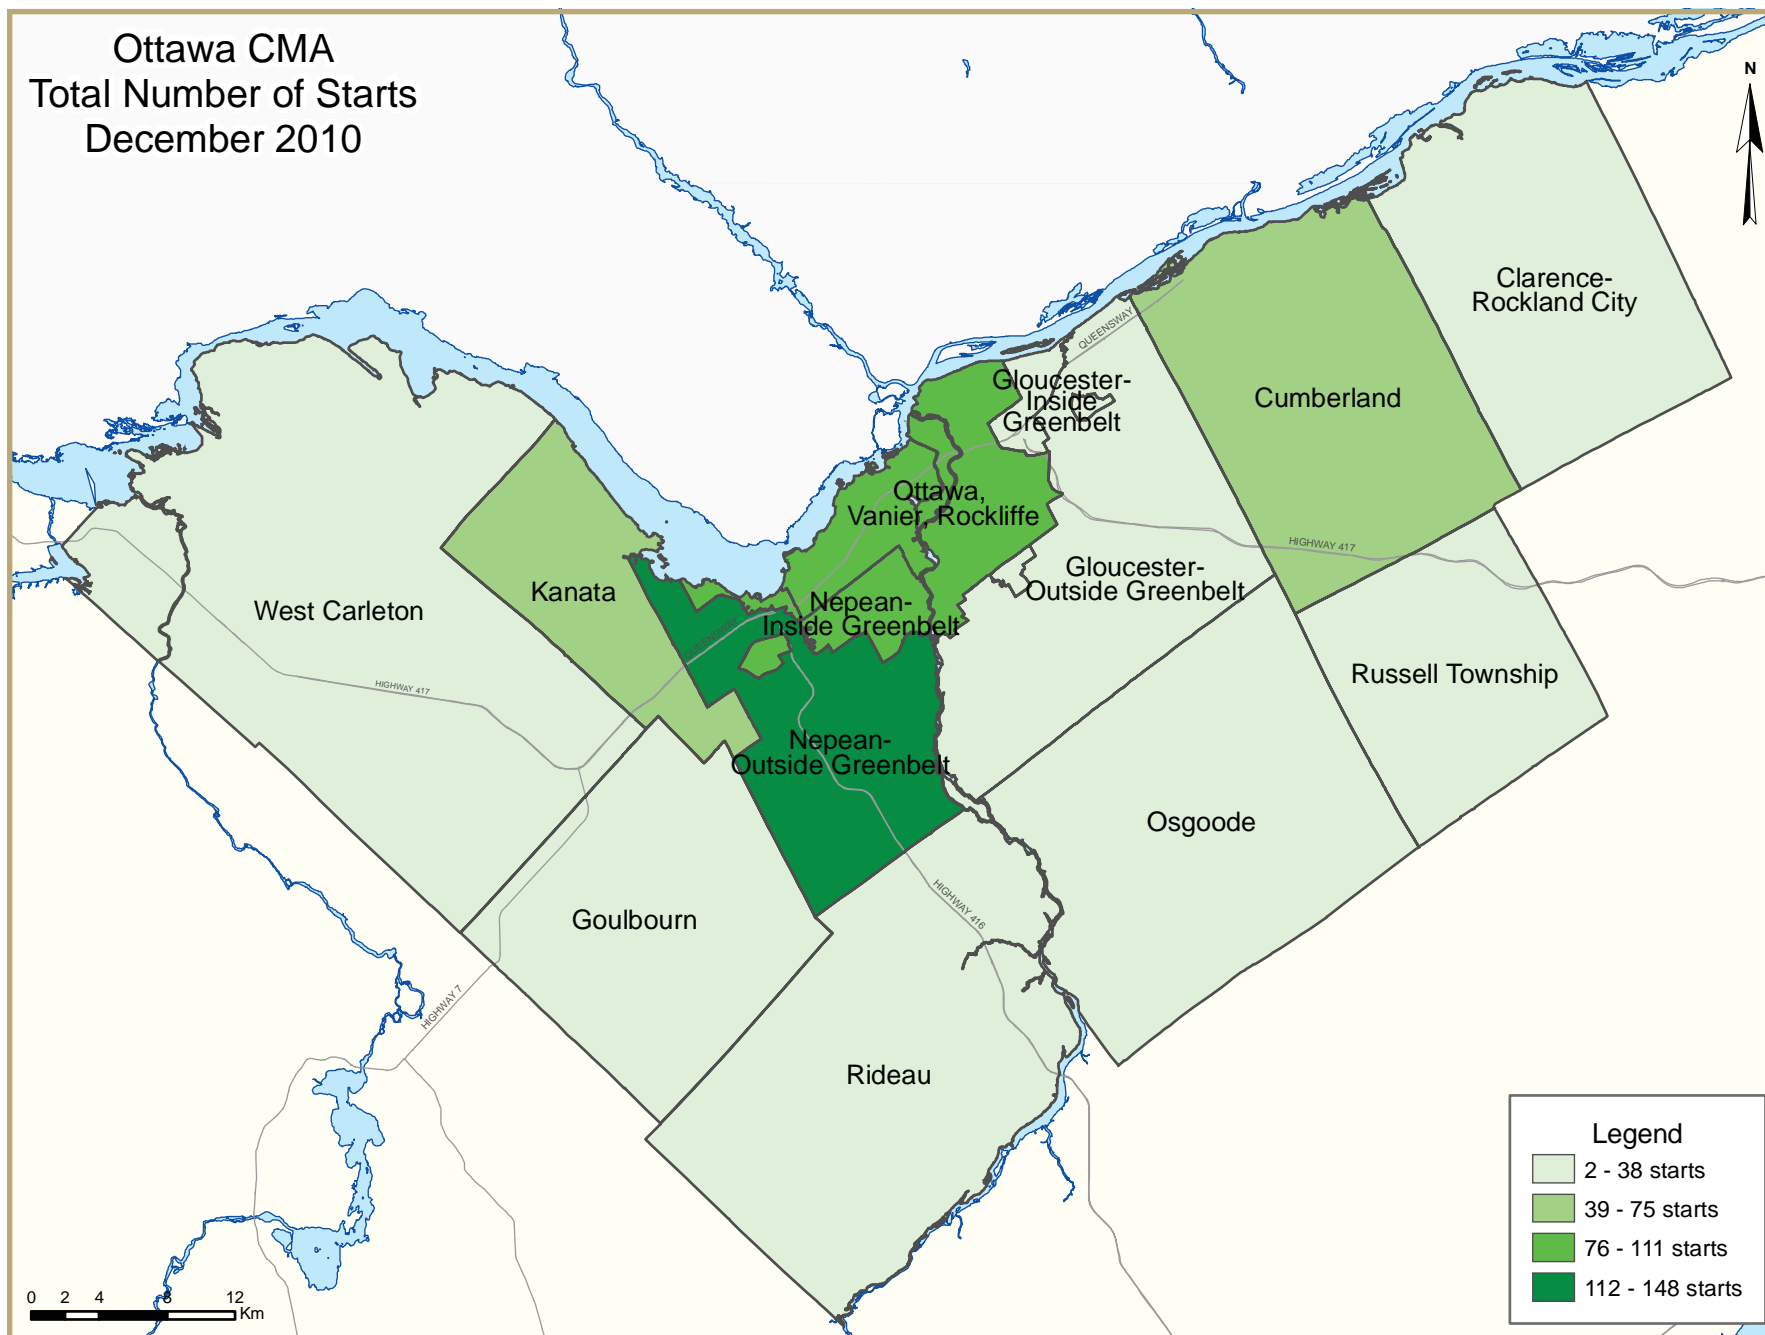 Ottawa CMA
Total Number of Starts
December 2010
N
Clarence-
Rockland City
QUEENSWAY
Gloucester-
Inside
Greenbelt
Cumberland
Ottawa,
Vanier, Rockliffe
HIGHWAY 417
Gloucester-
Outside Greenbelt
Kanata
West Carleton
Nepean-
Inside Greenbelt
QUEENSWAY
Russell Township
HIGHWAY 417
Nepean-
Outside Greenbelt
Osgoode
HIGHWAY 416
Goulbourn
HIGHWAY 7
Rideau
Legend
2 - 38 starts
39 - 75 starts
76 - 111 starts
112 - 148 starts
0 2 4 8 12
Km